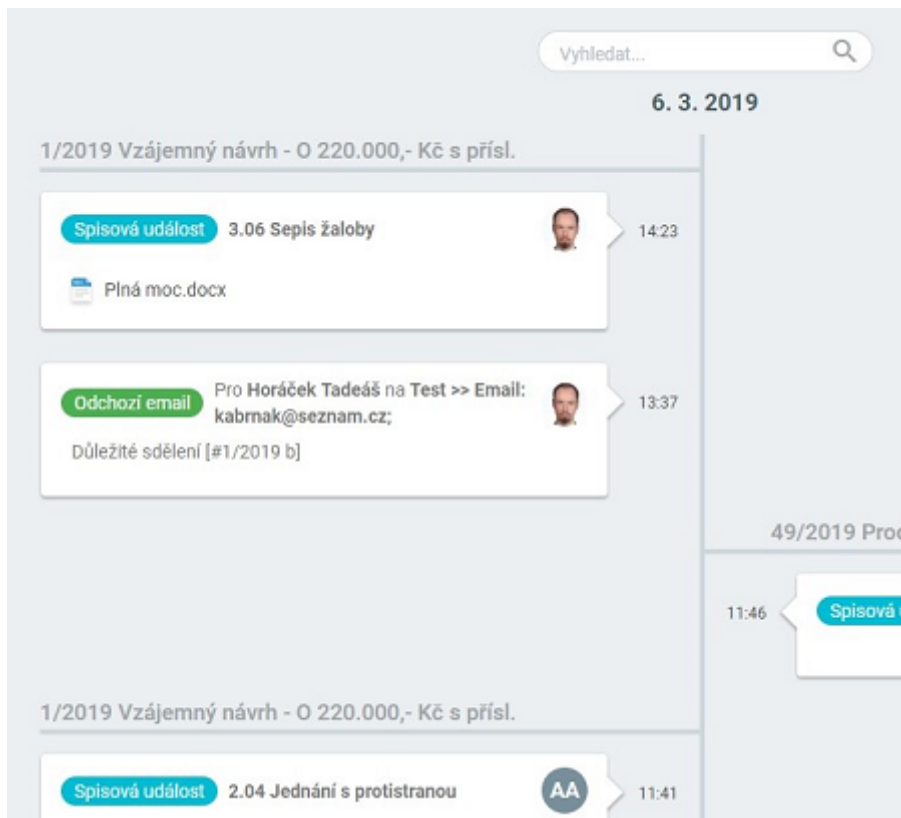 Vyhledat...
6. 3. 2019
1/2019 Vzájemný návrh - O 220.000,- Kč s přísl.
Spisová událost 3.06 Sepis žaloby 14:23
Plná moc.docx
Odchozí email Pro Horáček Tadeáš na Test >> Email:
kabrnak@seznam.cz; 13:37
Důležité sdělení [#1/2019 b]
49/2019
11:46 Spisová
1/2019 Vzájemný návrh - O 220.000,- Kč s přísl.
Spisová událost 2.04 Jednání s protistranou AA 11:41